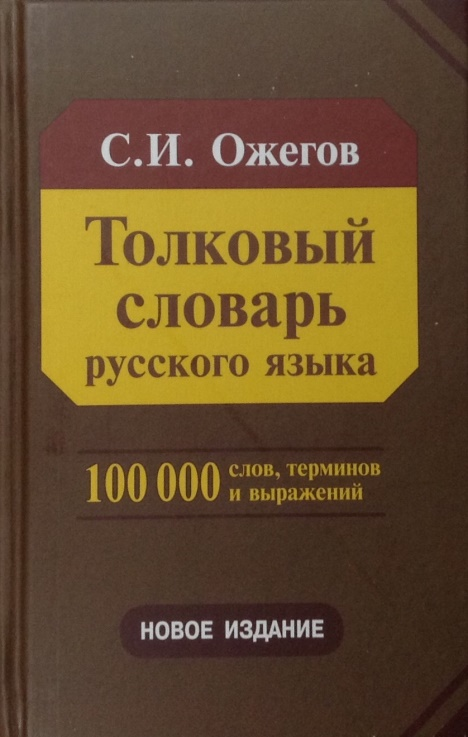 С.И. Ожегов
Толковый
словарь
русского языка
100 000 слов, терминов
и выражений
НОВОЕ ИЗДАНИЕ